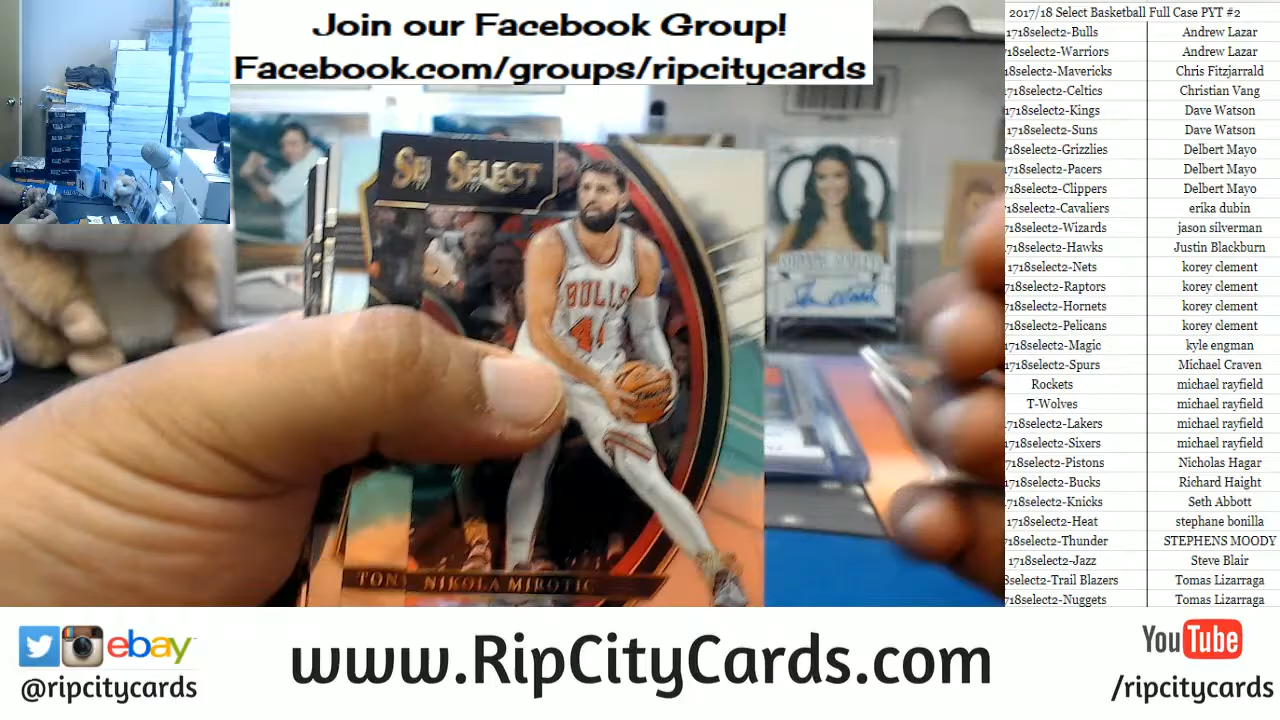 Join our Facebook Group!
Facebook.com/groups/ripcitycards
2017/18 Select Basketball Full Case PYT #2
1718select2-Bulls Andrew Lazar
1718select2-Warriors Andrew Lazar
18select2-Mavericks Chris Fitzjarrald
1718select2-Celtics Christian Vang
1718select2-Kings Dave Watson
1718select2-Suns Dave Watson
718select2-Grizzlies Delbert Mayo
1718select2-Pacers Delbert Mayo
718select2-Clippers Delbert Mayo
18select2-Cavaliers erika dubin
718select2-Wizards jason silverman
1718select2-Hawks Justin Blackburn
1718select2-Nets korey clement
718select2-Raptors korey clement
718select2-Hornets korey clement
718select2-Pelicans korey clement
1718select2-Magic kyle engman
1718select2-Spurs Michael Craven
Rockets michael rayfield
T-Wolves michael rayfield
1718select2-Lakers michael rayfield
1718select2-Sixers michael rayfield
718select2-Pistons Nicholas Hagar
1718select2-Bucks Richard Haight
1718select2-Knicks Seth Abbott
1718select2-Heat stephane bonilla
718select2-Thunder STEPHENS MOODY
1718select2-Jazz Steve Blair
8select2-Trail Blazers Tomas Lizarraga
718select2-Nuggets Tomas Lizarraga
SE SELECT
BULLS
TON NIKOLA MIROTIC
ebay
@ripcitycards
www.RipCityCards.com
YouTube
/ripcitycards